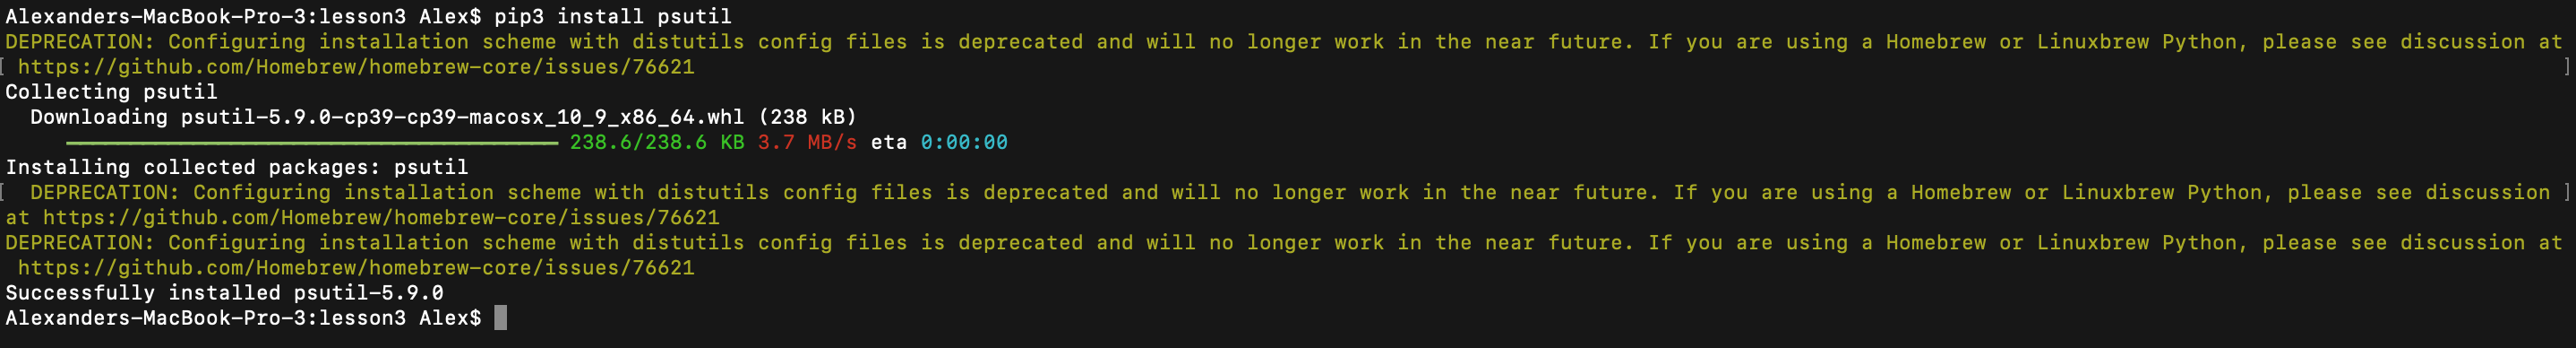 Alexanders-MacBook-Pro-3:lesson3 Alex$ pip3 install psutil
DEPRECATION: Configuring installation scheme with distutils config files is deprecated and will no longer work in the near future. If you are using a Homebrew or Linuxbrew Python, please see discussion at
[ https://github.com/Homebrew/homebrew-core/issues/76621 ]
Collecting psutil
  Downloading psutil-5.9.0-cp39-cp39-macosx_10_9_x86_64.whl (238 kB)
     ━━━━━━━━━━━━━━━━━━━━━━━━━━━━━━━━━━━━━━━ 238.6/238.6 KB 3.7 MB/s eta 0:00:00
Installing collected packages: psutil
[  DEPRECATION: Configuring installation scheme with distutils config files is deprecated and will no longer work in the near future. If you are using a Homebrew or Linuxbrew Python, please see discussion ]
at https://github.com/Homebrew/homebrew-core/issues/76621
DEPRECATION: Configuring installation scheme with distutils config files is deprecated and will no longer work in the near future. If you are using a Homebrew or Linuxbrew Python, please see discussion at
 https://github.com/Homebrew/homebrew-core/issues/76621
Successfully installed psutil-5.9.0
Alexanders-MacBook-Pro-3:lesson3 Alex$